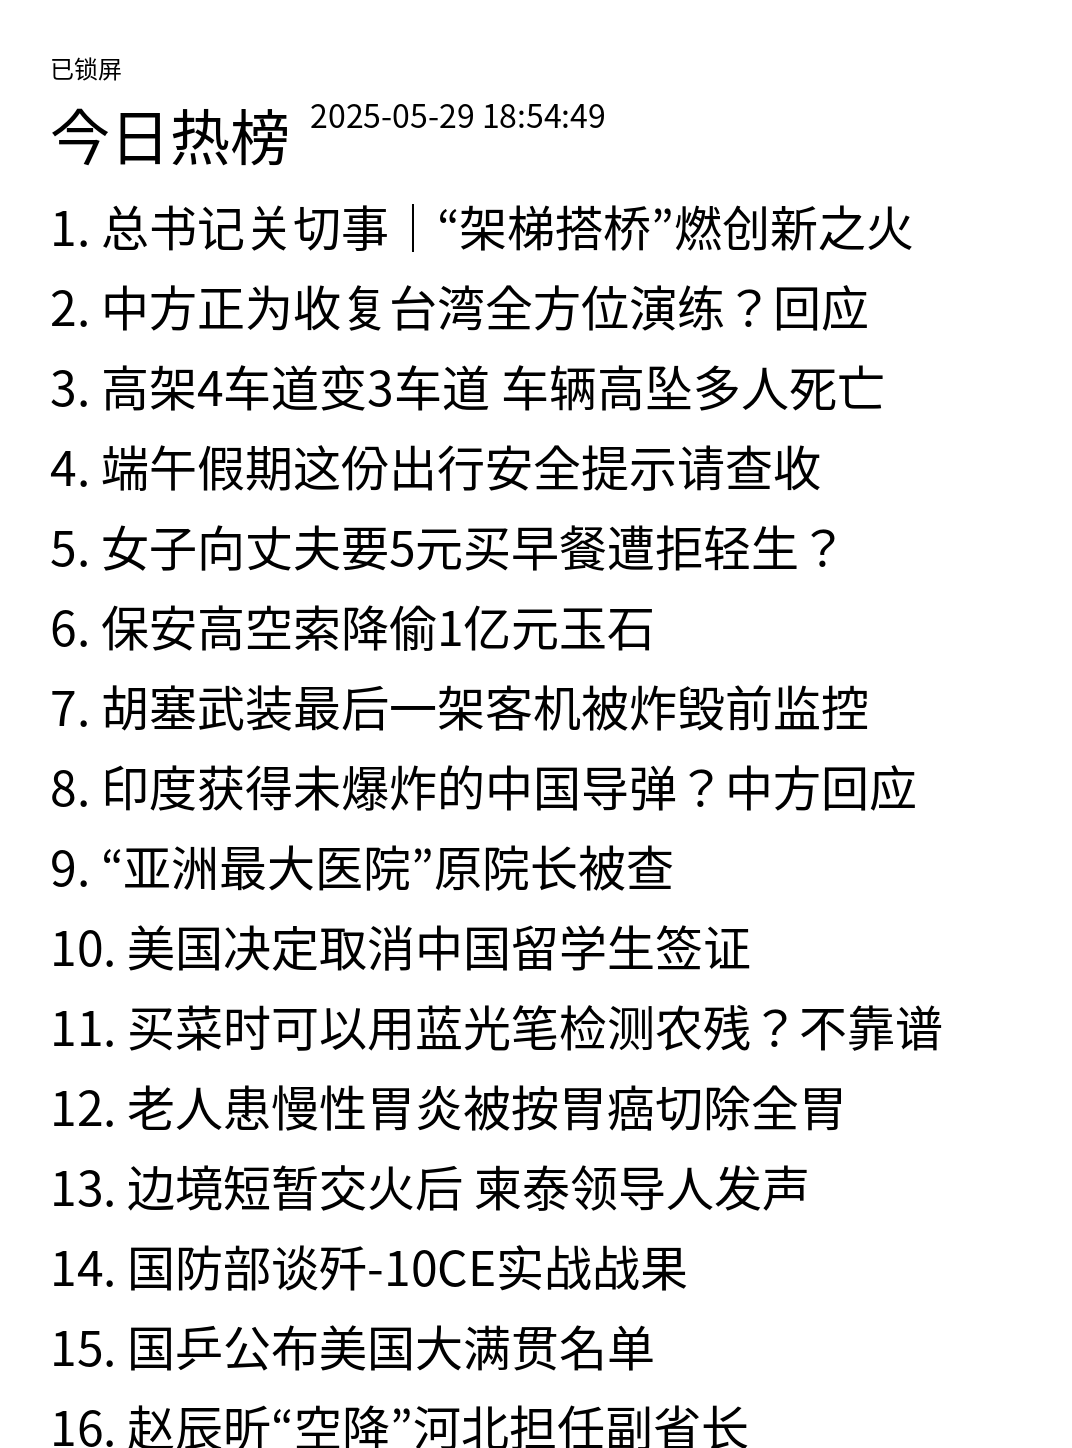 已锁屏
今日热榜 2025-05-29 18:54:49
1. 总书记关切事｜“架梯搭桥”燃创新之火
2. 中方正为收复台湾全方位演练？回应
3. 高架4车道变3车道 车辆高坠多人死亡
4. 端午假期这份出行安全提示请查收
5. 女子向丈夫要5元买早餐遭拒轻生？
6. 保安高空索降偷1亿元玉石
7. 胡塞武装最后一架客机被炸毁前监控
8. 印度获得未爆炸的中国导弹？中方回应
9. “亚洲最大医院”原院长被查
10. 美国决定取消中国留学生签证
11. 买菜时可以用蓝光笔检测农残？不靠谱
12. 老人患慢性胃炎被按胃癌切除全胃
13. 边境短暂交火后 柬泰领导人发声
14. 国防部谈歼-10CE实战战果
15. 国乒公布美国大满贯名单
16. 赵辰昕“空降”河北担任副省长